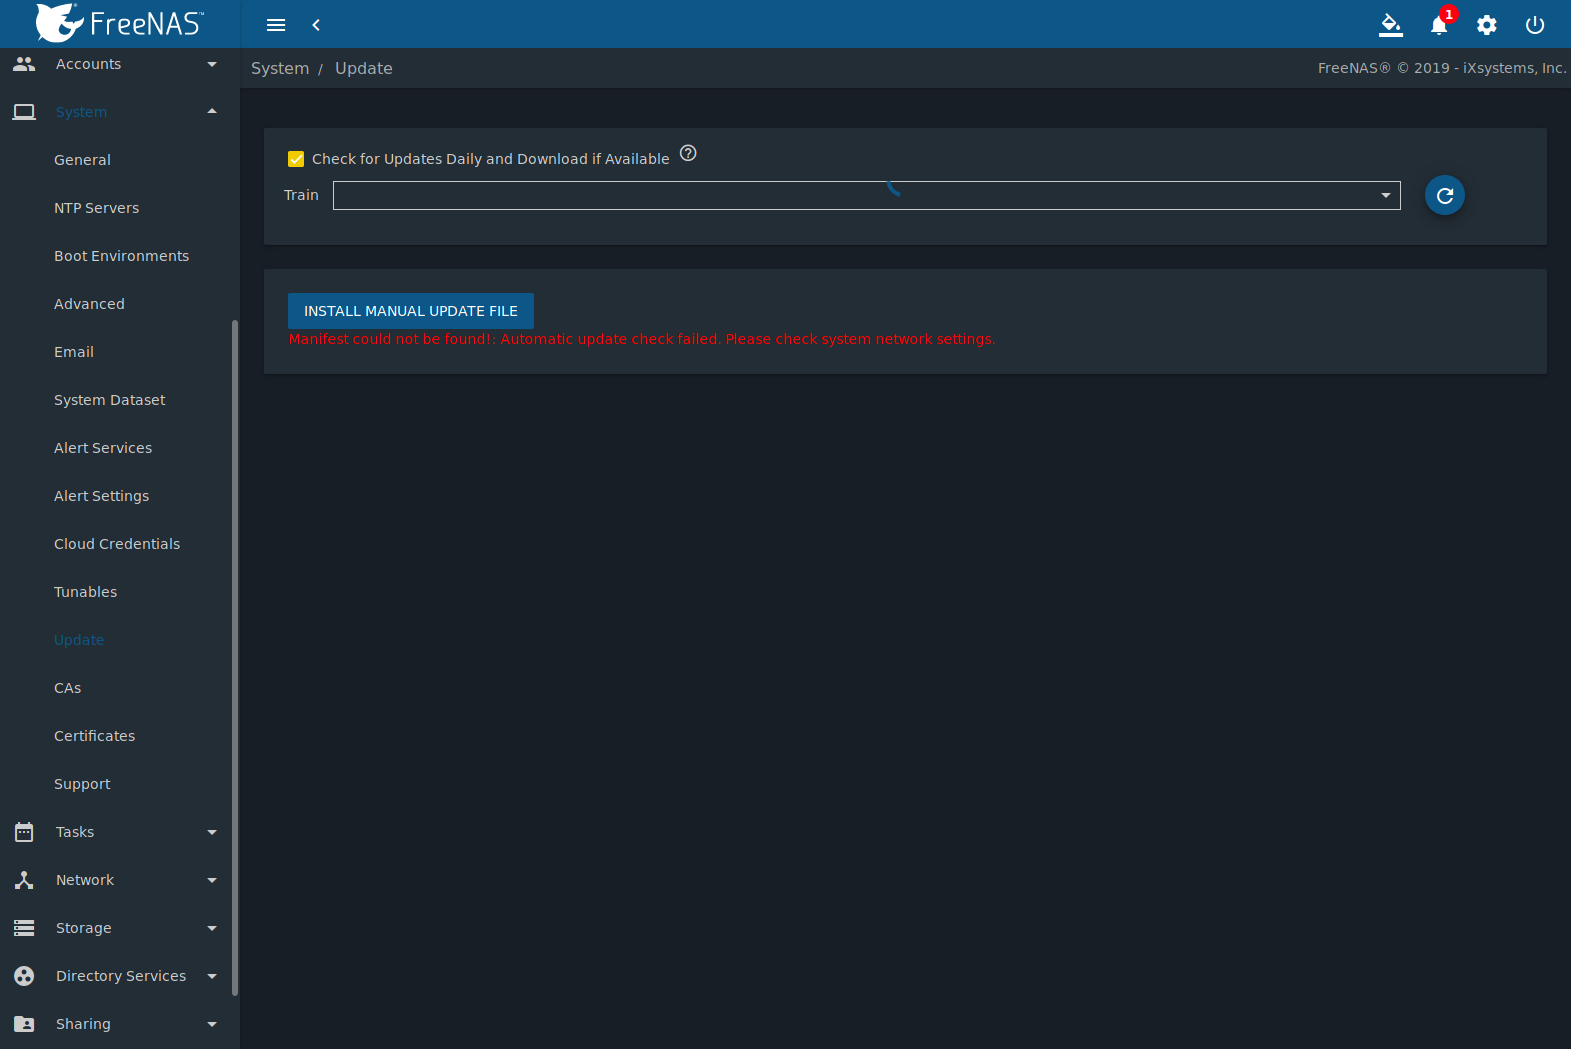 FreeNAS™
1
Accounts
System / Update
FreeNAS® © 2019 - iXsystems, Inc.
System
General
NTP Servers
Boot Environments
Advanced
Email
System Dataset
Alert Services
Alert Settings
Cloud Credentials
Tunables
Update
CAs
Certificates
Support
Tasks
Network
Storage
Directory Services
Sharing
Check for Updates Daily and Download if Available ?
Train
INSTALL MANUAL UPDATE FILE
Manifest could not be found!: Automatic update check failed. Please check system network settings.